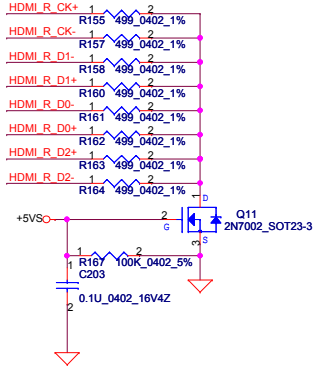 HDMI_R_CK+ 1 2
R155 499_0402_1%
HDMI_R_CK- 1 2
R157 499_0402_1%
HDMI_R_D1- 1 2
R158 499_0402_1%
HDMI_R_D1+ 1 2
R160 499_0402_1%
HDMI_R_D0- 1 2
R161 499_0402_1%
HDMI_R_D0+ 1 2
R162 499_0402_1%
HDMI_R_D2+ 1 2
R163 499_0402_1%
HDMI_R_D2- 1 2
R164 499_0402_1%
1 D
+5VS 2 G Q11
2N7002_SOT23-3
3 S
1 2
R167 100K_0402_5%
1 C203
0.1U_0402_16V4Z
2